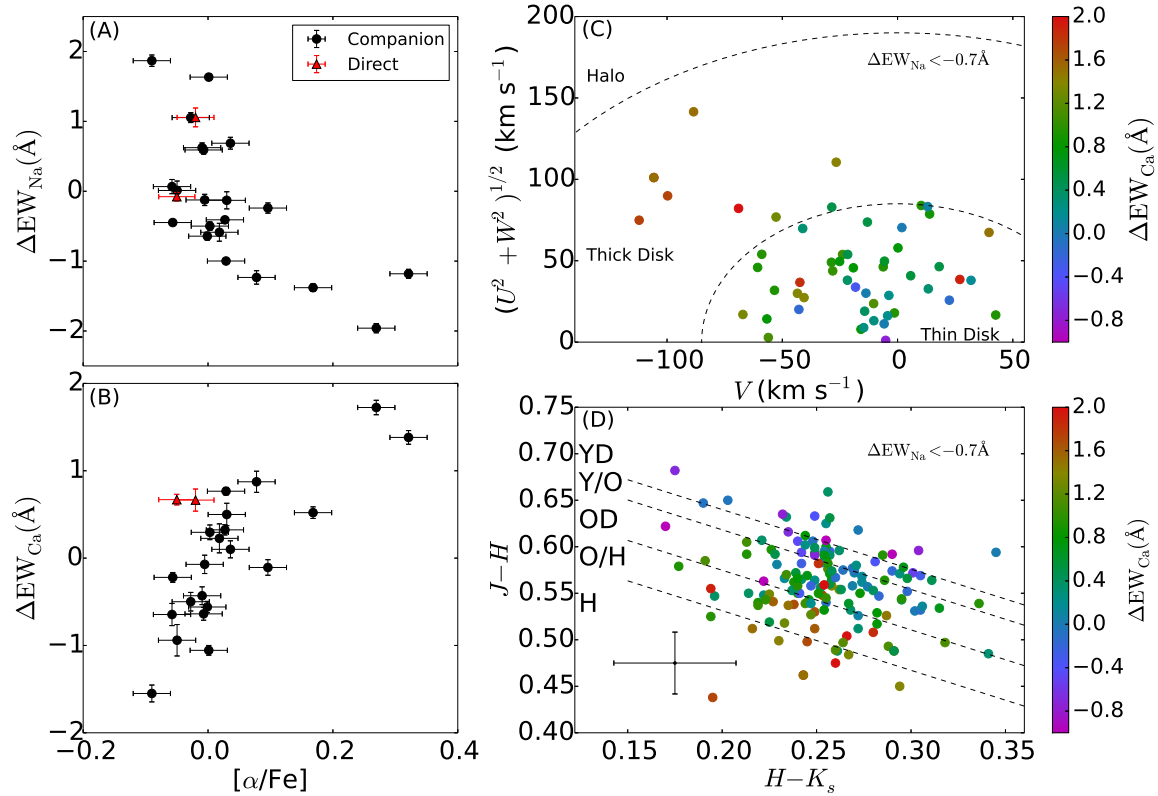 (A)
Companion
Direct
2
1
0
−1
−2
ΔEW_Na(Å)
(B)
2
1
0
−1
−2
ΔEW_Ca(Å)
−0.2
0.0
0.2
0.4
[α/Fe]
(C)
ΔEW_Na<−0.7Å
Halo
Thick Disk
Thin Disk
200
150
100
50
0
(U² +W² )^1/2 (km s⁻¹)
−100
−50
0
50
V (km s⁻¹)
2.0
1.6
1.2
0.8
0.4
0.0
−0.4
−0.8
ΔEW_Ca(Å)
(D)
ΔEW_Na<−0.7Å
YD
Y/O
OD
O/H
H
0.75
0.70
0.65
0.60
0.55
0.50
0.45
0.40
J−H
0.15
0.20
0.25
0.30
0.35
H−K_s
2.0
1.6
1.2
0.8
0.4
0.0
−0.4
−0.8
ΔEW_Ca(Å)